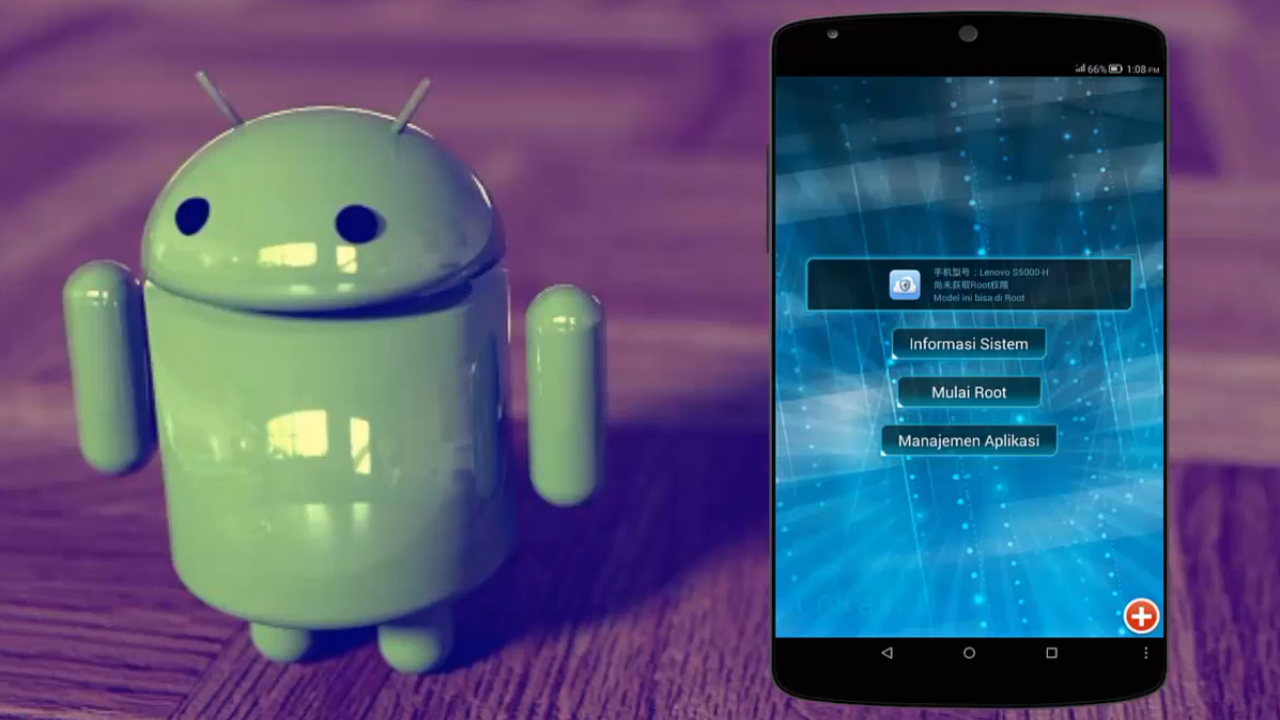 66% 1:08 PM
手机型号：Lenovo S5000-H
尚未获取Root权限
Model ini bisa di Root
Informasi Sistem
Mulai Root
Manajemen Aplikasi